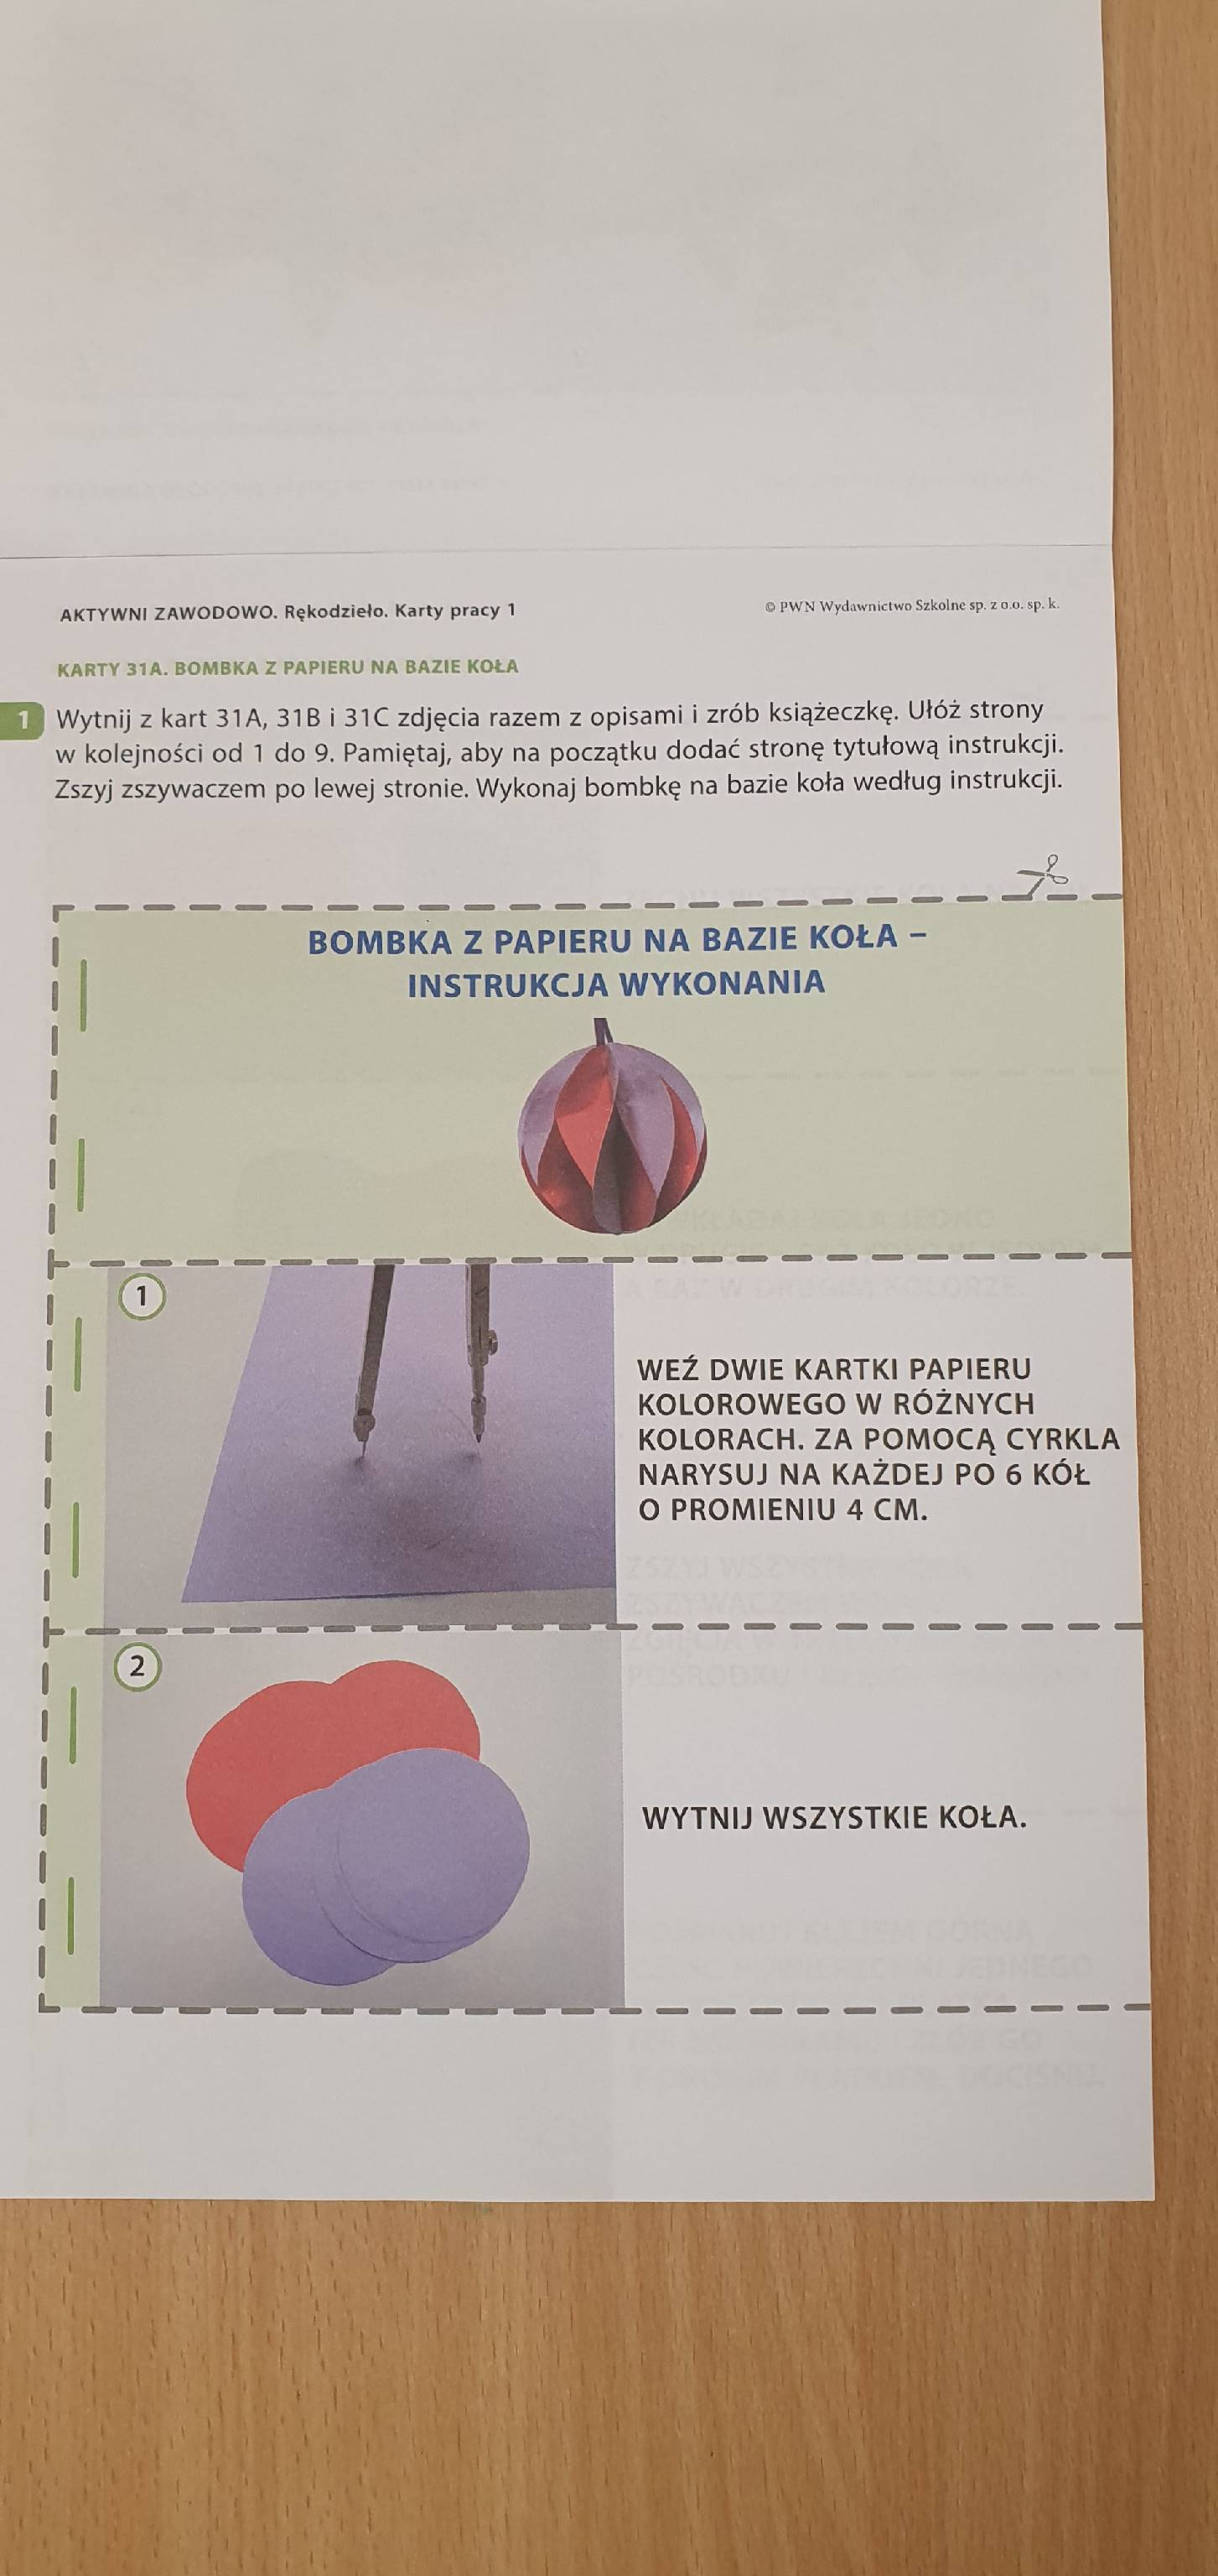 AKTYWNI ZAWODOWO. Rękodzieło. Karty pracy 1
© PWN Wydawnictwo Szkolne sp. z o.o. sp. k.
KARTY 31A. BOMBKA Z PAPIERU NA BAZIE KOŁA
1 Wytnij z kart 31A, 31B i 31C zdjęcia razem z opisami i zrób książeczkę. Ułóż strony
w kolejności od 1 do 9. Pamiętaj, aby na początku dodać stronę tytułową instrukcji.
Zszyj zszywaczem po lewej stronie. Wykonaj bombkę na bazie koła według instrukcji.
BOMBKA Z PAPIERU NA BAZIE KOŁA –
INSTRUKCJA WYKONANIA
1
WEŹ DWIE KARTKI PAPIERU
KOLOROWEGO W RÓŻNYCH
KOLORACH. ZA POMOCĄ CYRKLA
NARYSUJ NA KAŻDEJ PO 6 KÓŁ
O PROMIENIU 4 CM.
2
WYTNIJ WSZYSTKIE KOŁA.